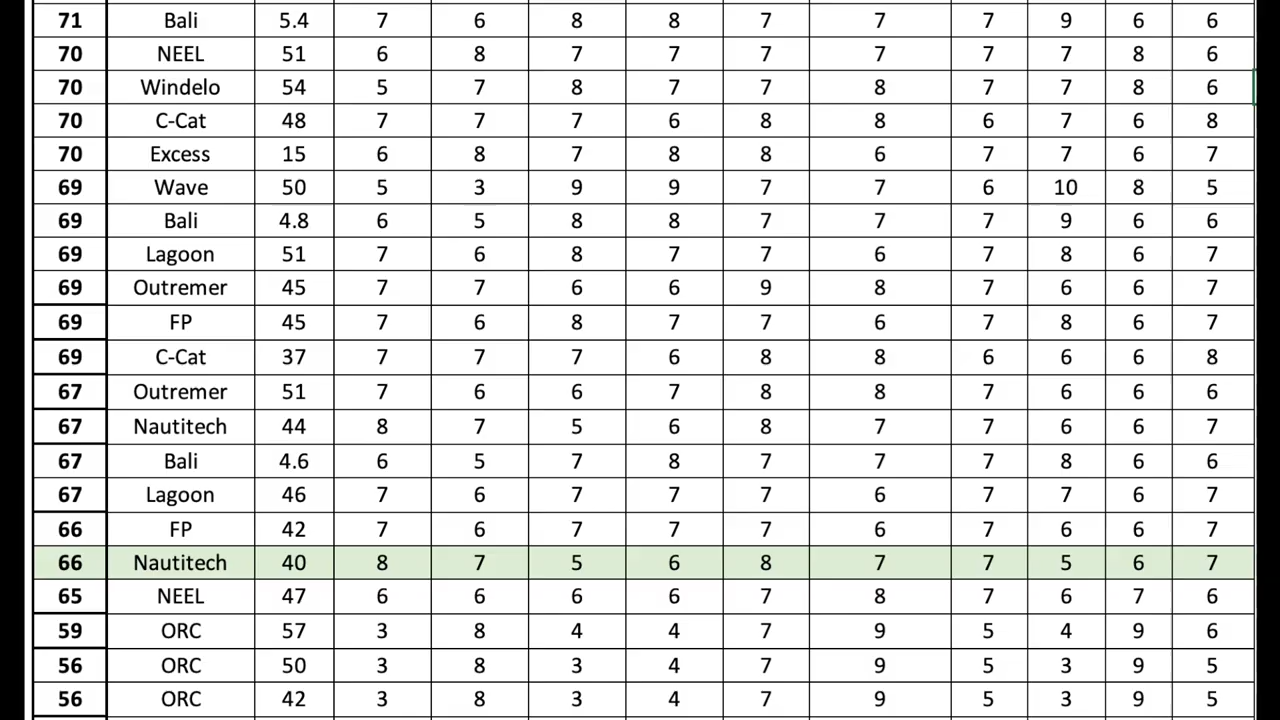 71 Bali 5.4 7 6 8 8 7 7 7 9 6 6
70 NEEL 51 6 8 7 7 7 7 7 7 8 6
70 Windelo 54 5 7 8 7 7 8 7 7 8 6
70 C-Cat 48 7 7 7 6 8 8 6 7 6 8
70 Excess 15 6 8 7 8 8 6 7 7 6 7
69 Wave 50 5 3 9 9 7 7 6 10 8 5
69 Bali 4.8 6 5 8 8 7 7 7 9 6 6
69 Lagoon 51 7 6 8 7 7 6 7 8 6 7
69 Outremer 45 7 7 6 6 9 8 7 6 6 7
69 FP 45 7 6 8 7 7 6 7 8 6 7
69 C-Cat 37 7 7 7 6 8 8 6 6 6 8
67 Outremer 51 7 6 6 7 8 8 7 6 6 6
67 Nautitech 44 8 7 5 6 8 7 7 6 6 7
67 Bali 4.6 6 5 7 8 7 7 7 8 6 6
67 Lagoon 46 7 6 7 7 7 6 7 7 6 7
66 FP 42 7 6 7 7 7 6 7 6 6 7
66 Nautitech 40 8 7 5 6 8 7 7 5 6 7
65 NEEL 47 6 6 6 6 7 8 7 6 7 6
59 ORC 57 3 8 4 4 7 9 5 4 9 6
56 ORC 50 3 8 3 4 7 9 5 3 9 5
56 ORC 42 3 8 3 4 7 9 5 3 9 5